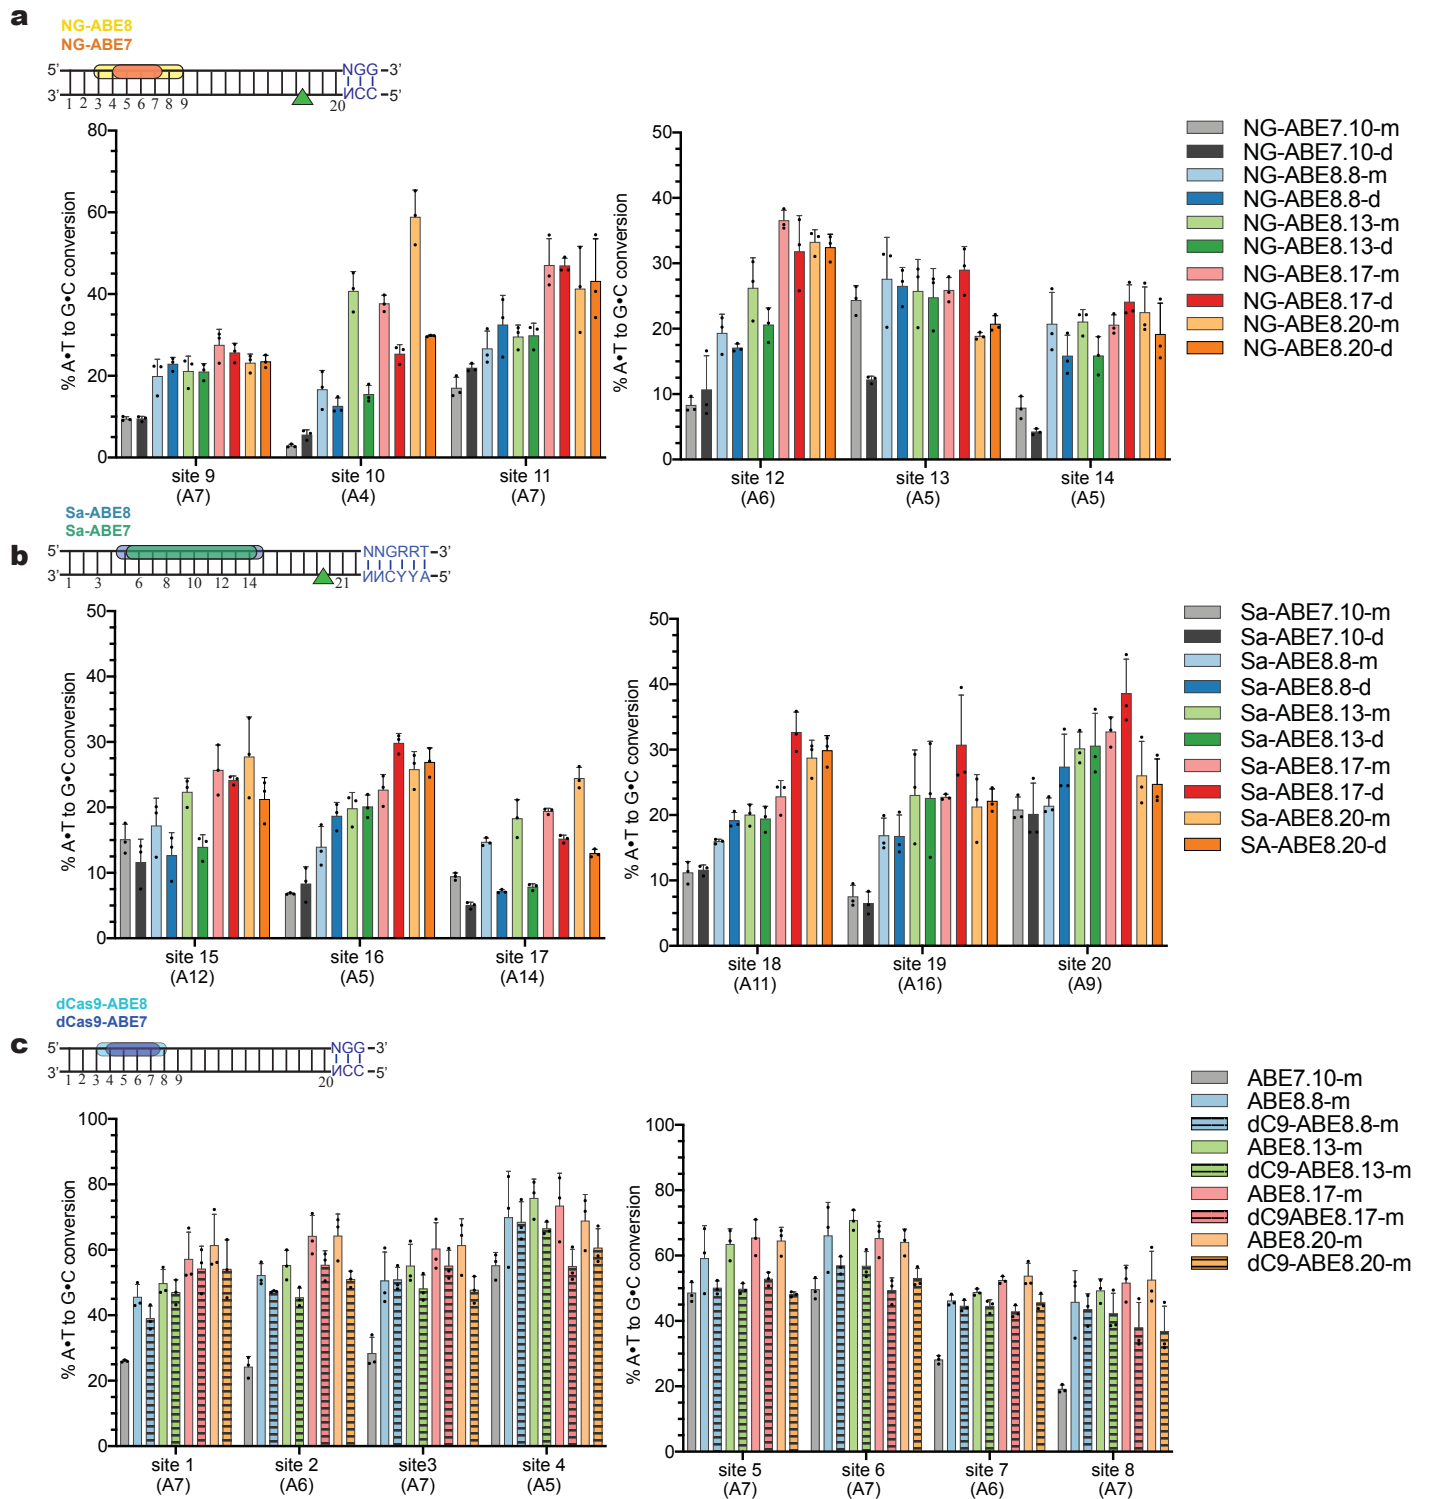 a
NG-ABE8
NG-ABE7
5' NGG 3'
3' NCC 5'
1 2 3 4 5 6 7 8 9 20
% A•T to G•C conversion
80
60
40
20
0
site 9 site 10 site 11
(A7) (A4) (A7)
% A•T to G•C conversion
50
40
30
20
10
0
site 12 site 13 site 14
(A6) (A5) (A5)
NG-ABE7.10-m
NG-ABE7.10-d
NG-ABE8.8-m
NG-ABE8.8-d
NG-ABE8.13-m
NG-ABE8.13-d
NG-ABE8.17-m
NG-ABE8.17-d
NG-ABE8.20-m
NG-ABE8.20-d
b
Sa-ABE8
Sa-ABE7
5' NNGRRT 3'
3' NNCYYA 5'
1 3 6 8 10 12 14 21
% A•T to G•C conversion
50
40
30
20
10
0
site 15 site 16 site 17
(A12) (A5) (A14)
% A•T to G•C conversion
50
40
30
20
10
0
site 18 site 19 site 20
(A11) (A16) (A9)
Sa-ABE7.10-m
Sa-ABE7.10-d
Sa-ABE8.8-m
Sa-ABE8.8-d
Sa-ABE8.13-m
Sa-ABE8.13-d
Sa-ABE8.17-m
Sa-ABE8.17-d
Sa-ABE8.20-m
SA-ABE8.20-d
c
dCas9-ABE8
dCas9-ABE7
5' NGG 3'
3' NCC 5'
1 2 3 4 5 6 7 8 9 20
% A•T to G•C conversion
100
80
60
40
20
0
site 1 site 2 site3 site 4
(A7) (A6) (A7) (A5)
% A•T to G•C conversion
100
80
60
40
20
0
site 5 site 6 site 7 site 8
(A7) (A7) (A6) (A7)
ABE7.10-m
ABE8.8-m
dC9-ABE8.8-m
ABE8.13-m
dC9-ABE8.13-m
ABE8.17-m
dC9ABE8.17-m
ABE8.20-m
dC9-ABE8.20-m